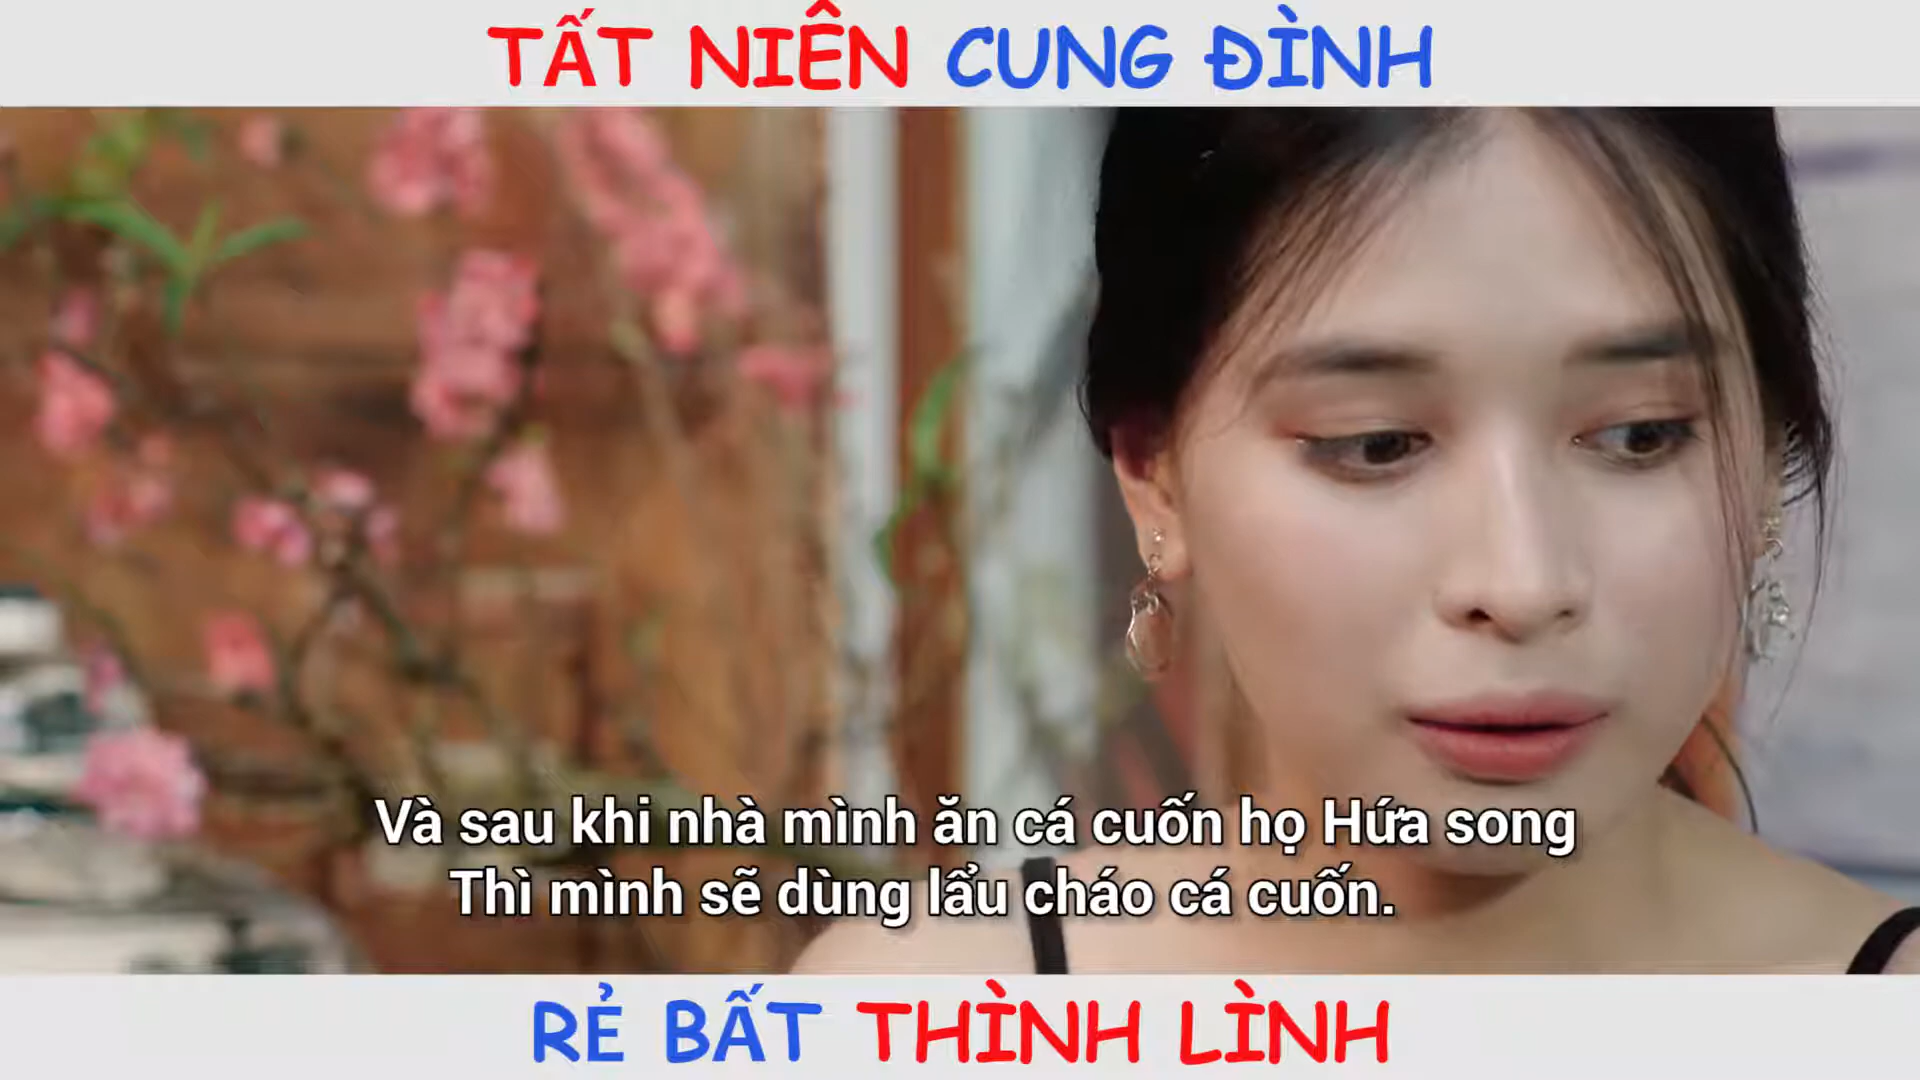 TẤT NIÊN CUNG ĐÌNH
Và sau khi nhà mình ăn cá cuốn họ Hứa song
Thì mình sẽ dùng lẩu cháo cá cuốn.
RẺ BẤT THÌNH LÌNH